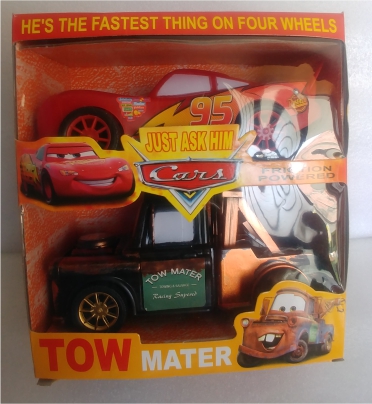 HE'S THE FASTEST THING ON FOUR WHEELS
95
JUST ASK HIM
Cars
FRICTION
POWERED
TOW MATER
Racing Legend
TOW MATER